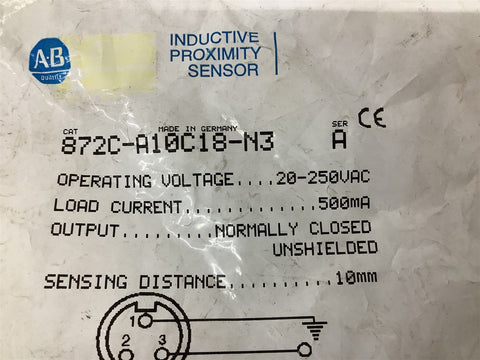 AB
QUALITY
INDUCTIVE
PROXIMITY
SENSOR
MADE IN GERMANY
CAT SER
872C-A10C18-N3 A CE
OPERATING VOLTAGE....20-250VAC
LOAD CURRENT...........500mA
OUTPUT.........NORMALLY CLOSED
UNSHIELDED
SENSING DISTANCE..........10mm
1
2 3